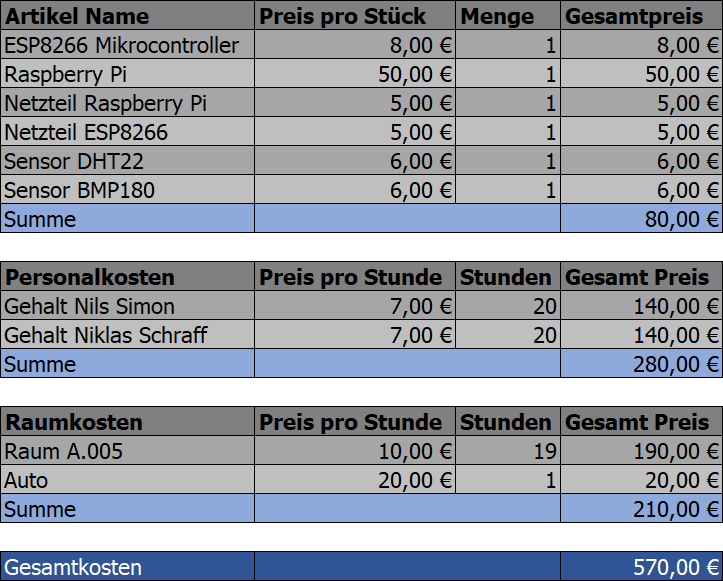 Artikel Name Preis pro Stück Menge Gesamtpreis
ESP8266 Mikrocontroller 8,00 € 1 8,00 €
Raspberry Pi 50,00 € 1 50,00 €
Netzteil Raspberry Pi 5,00 € 1 5,00 €
Netzteil ESP8266 5,00 € 1 5,00 €
Sensor DHT22 6,00 € 1 6,00 €
Sensor BMP180 6,00 € 1 6,00 €
Summe 80,00 €
Personalkosten Preis pro Stunde Stunden Gesamt Preis
Gehalt Nils Simon 7,00 € 20 140,00 €
Gehalt Niklas Schraff 7,00 € 20 140,00 €
Summe 280,00 €
Raumkosten Preis pro Stunde Stunden Gesamt Preis
Raum A.005 10,00 € 19 190,00 €
Auto 20,00 € 1 20,00 €
Summe 210,00 €
Gesamtkosten 570,00 €